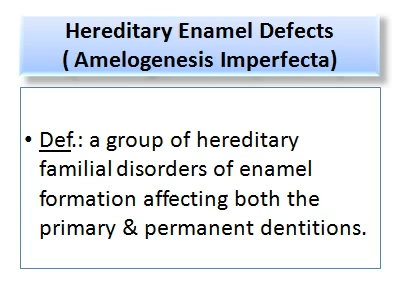 Hereditary Enamel Defects
( Amelogenesis Imperfecta)
• Def.: a group of hereditary
familial disorders of enamel
formation affecting both the
primary & permanent dentitions.